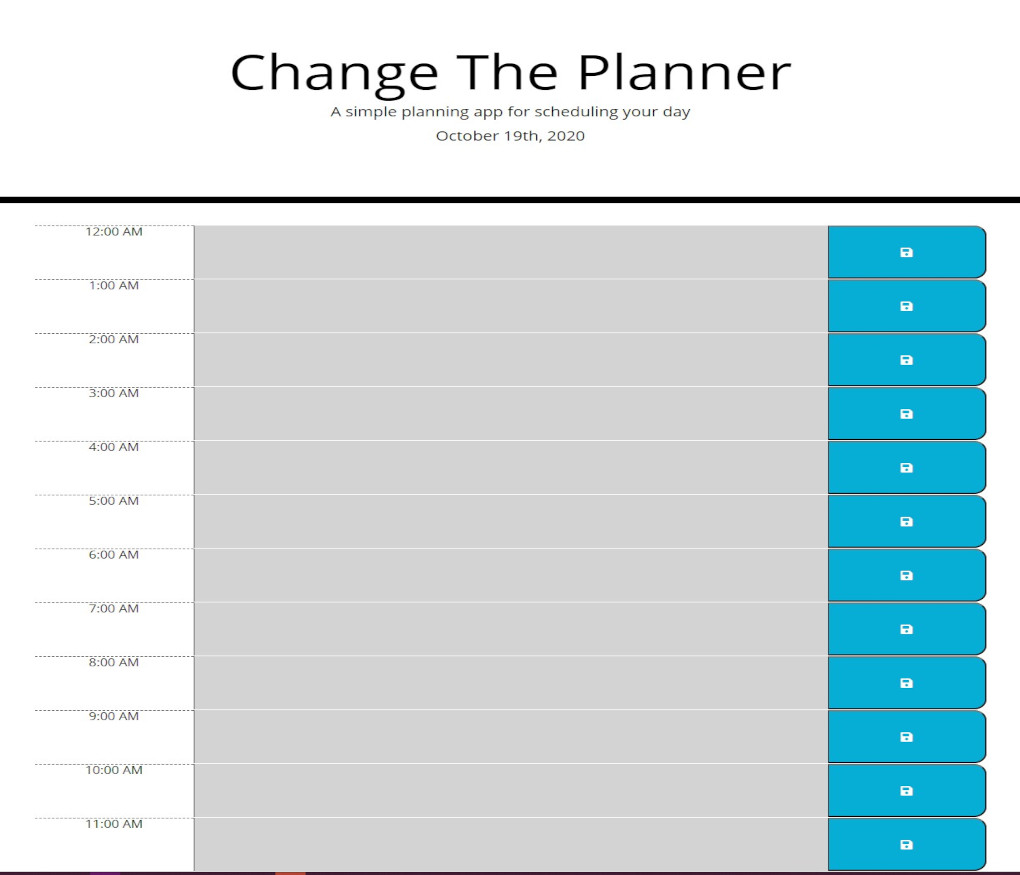 Change The Planner
A simple planning app for scheduling your day
October 19th, 2020
12:00 AM
1:00 AM
2:00 AM
3:00 AM
4:00 AM
5:00 AM
6:00 AM
7:00 AM
8:00 AM
9:00 AM
10:00 AM
11:00 AM